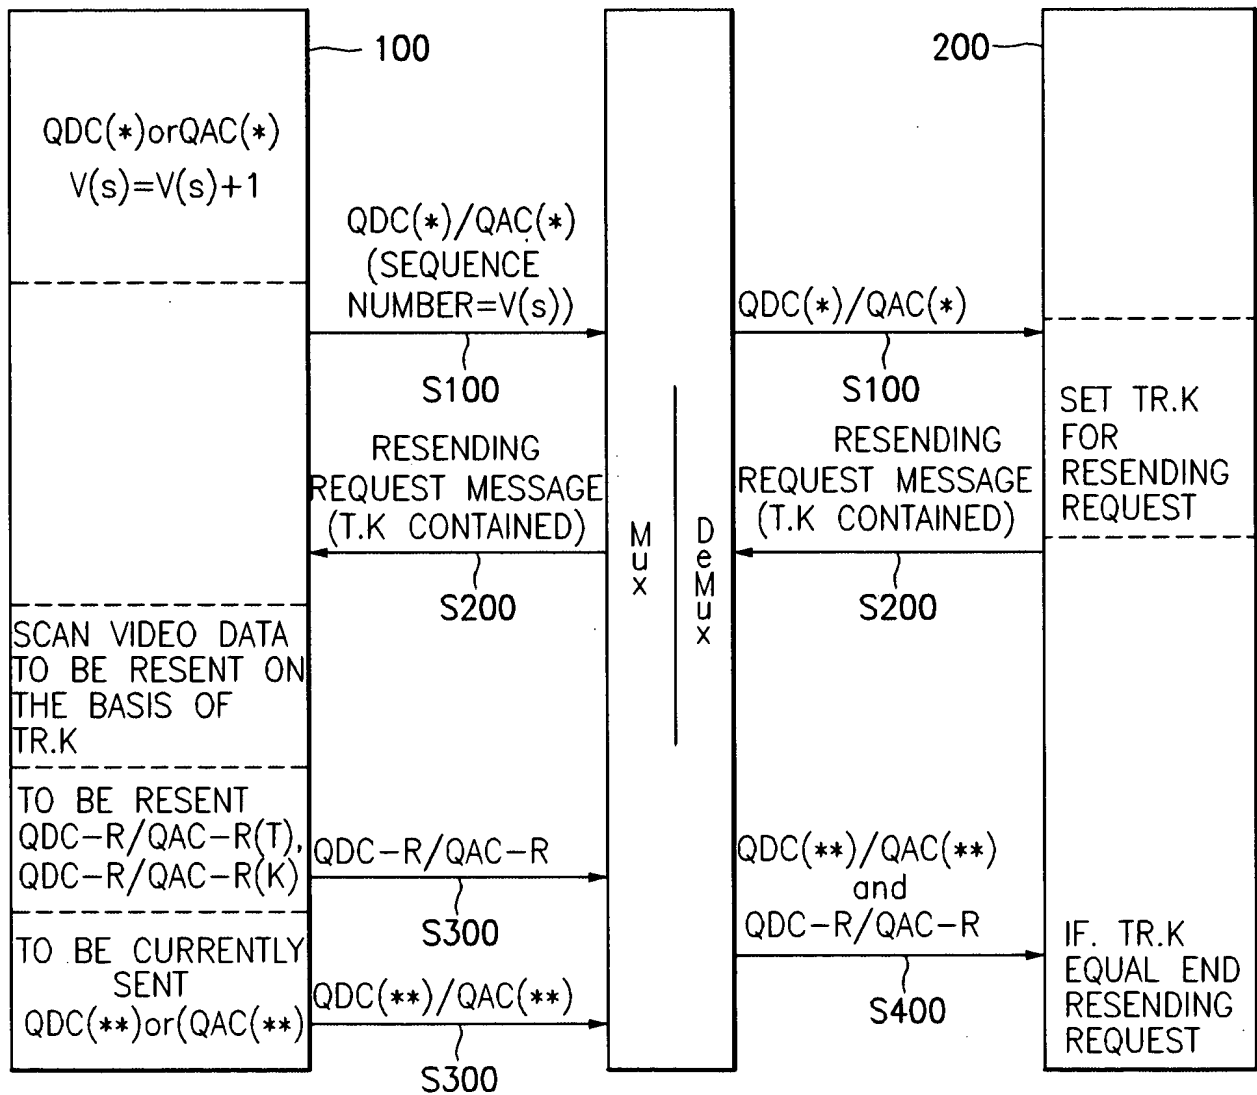 100
200
QDC(*)orQAC(*)
V(s)=V(s)+1
QDC(*)/QAC(*)
(SEQUENCE
NUMBER=V(s))
S100
QDC(*)/QAC(*)
S100
SET TR.K
FOR
RESENDING
REQUEST
RESENDING
REQUEST MESSAGE
(T.K CONTAINED)
S200
RESENDING
REQUEST MESSAGE
(T.K CONTAINED)
S200
Mux
DeMux
SCAN VIDEO DATA
TO BE RESENT ON
THE BASIS OF
TR.K
TO BE RESENT
QDC-R/QAC-R(T),
QDC-R/QAC-R(K)
QDC-R/QAC-R
S300
TO BE CURRENTLY
SENT
QDC(**)or(QAC(**)
QDC(**)/QAC(**)
S300
QDC(**)/QAC(**)
and
QDC-R/QAC-R
S400
IF. TR.K
EQUAL END
RESENDING
REQUEST